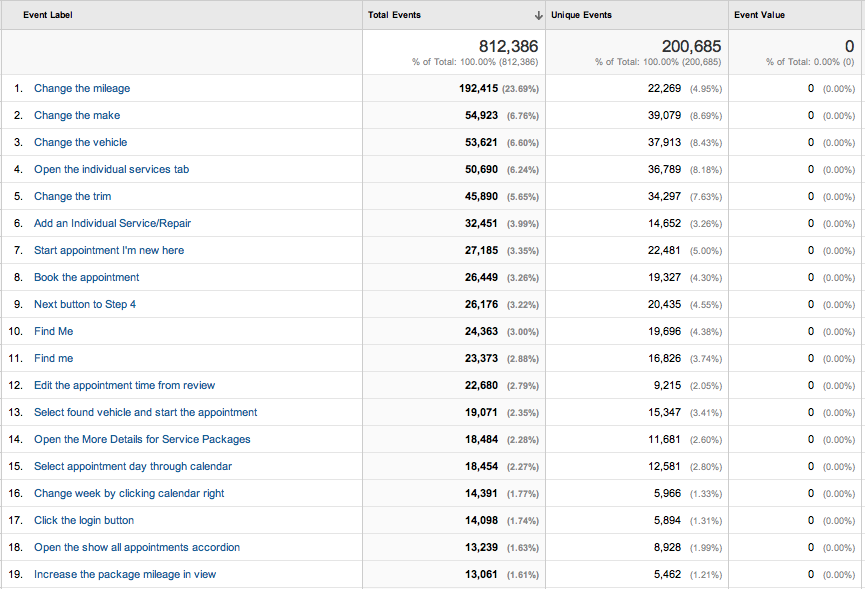 Event Label Total Events Unique Events Event Value
812,386 200,685 0
% of Total: 100.00% (812,386) % of Total: 100.00% (200,685) % of Total: 0.00% (0)
1. Change the mileage 192,415 (23.69%) 22,269 (4.95%) 0 (0.00%)
2. Change the make 54,923 (6.76%) 39,079 (8.69%) 0 (0.00%)
3. Change the vehicle 53,621 (6.60%) 37,913 (8.43%) 0 (0.00%)
4. Open the individual services tab 50,690 (6.24%) 36,789 (8.18%) 0 (0.00%)
5. Change the trim 45,890 (5.65%) 34,297 (7.63%) 0 (0.00%)
6. Add an Individual Service/Repair 32,451 (3.99%) 14,652 (3.26%) 0 (0.00%)
7. Start appointment I'm new here 27,185 (3.35%) 22,481 (5.00%) 0 (0.00%)
8. Book the appointment 26,449 (3.26%) 19,327 (4.30%) 0 (0.00%)
9. Next button to Step 4 26,176 (3.22%) 20,435 (4.55%) 0 (0.00%)
10. Find Me 24,363 (3.00%) 19,696 (4.38%) 0 (0.00%)
11. Find me 23,373 (2.88%) 16,826 (3.74%) 0 (0.00%)
12. Edit the appointment time from review 22,680 (2.79%) 9,215 (2.05%) 0 (0.00%)
13. Select found vehicle and start the appointment 19,071 (2.35%) 15,347 (3.41%) 0 (0.00%)
14. Open the More Details for Service Packages 18,484 (2.28%) 11,681 (2.60%) 0 (0.00%)
15. Select appointment day through calendar 18,454 (2.27%) 12,581 (2.80%) 0 (0.00%)
16. Change week by clicking calendar right 14,391 (1.77%) 5,966 (1.33%) 0 (0.00%)
17. Click the login button 14,098 (1.74%) 5,894 (1.31%) 0 (0.00%)
18. Open the show all appointments accordion 13,239 (1.63%) 8,928 (1.99%) 0 (0.00%)
19. Increase the package mileage in view 13,061 (1.61%) 5,462 (1.21%) 0 (0.00%)